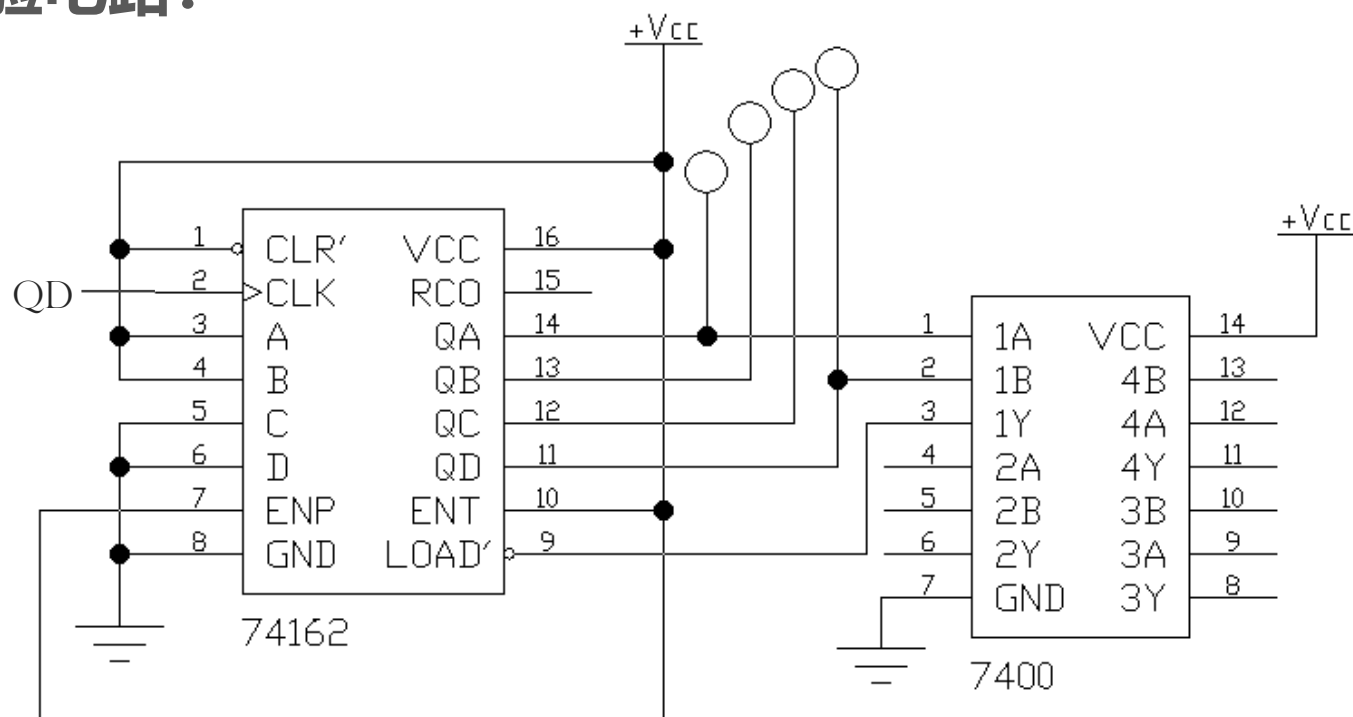 验电路:
+VCC
+VCC
QD
1 CLR' VCC 16
2 CLK RCO 15
3 A QA 14
4 B QB 13
5 C QC 12
6 D QD 11
7 ENP ENT 10
8 GND LOAD' 9
74162
1 1A VCC 14
2 1B 4B 13
3 1Y 4A 12
4 2A 4Y 11
5 2B 3B 10
6 2Y 3A 9
7 GND 3Y 8
7400